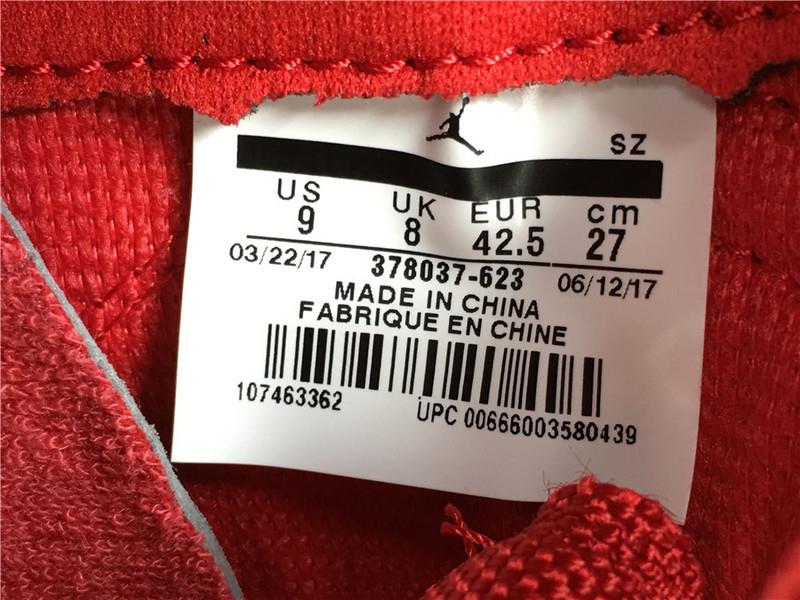 SZ
US UK EUR cm
9 8 42.5 27
03/22/17 378037-623 06/12/17
MADE IN CHINA
FABRIQUE EN CHINE
107463362 UPC 00666003580439